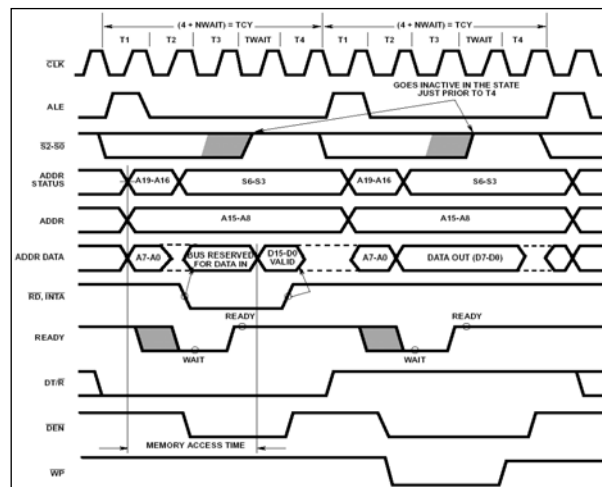 (4 + NWAIT) = TCY (4 + NWAIT) = TCY
T1 T2 T3 TWAIT T4 T1 T2 T3 TWAIT T4
CLK
GOES INACTIVE IN THE STATE
JUST PRIOR TO T4
ALE
S2-S0
ADDR
STATUS
A19-A16 S6-S3 A19-A16 S6-S3
ADDR A15-A8 A15-A8
ADDR DATA A7-A0
BUS RESERVED
FOR DATA IN
D15-D0
VALID
A7-A0 DATA OUT (D7-D0)
RD, INTA
READY READY
READY
WAIT WAIT
DT/R
DEN
MEMORY ACCESS TIME
WP